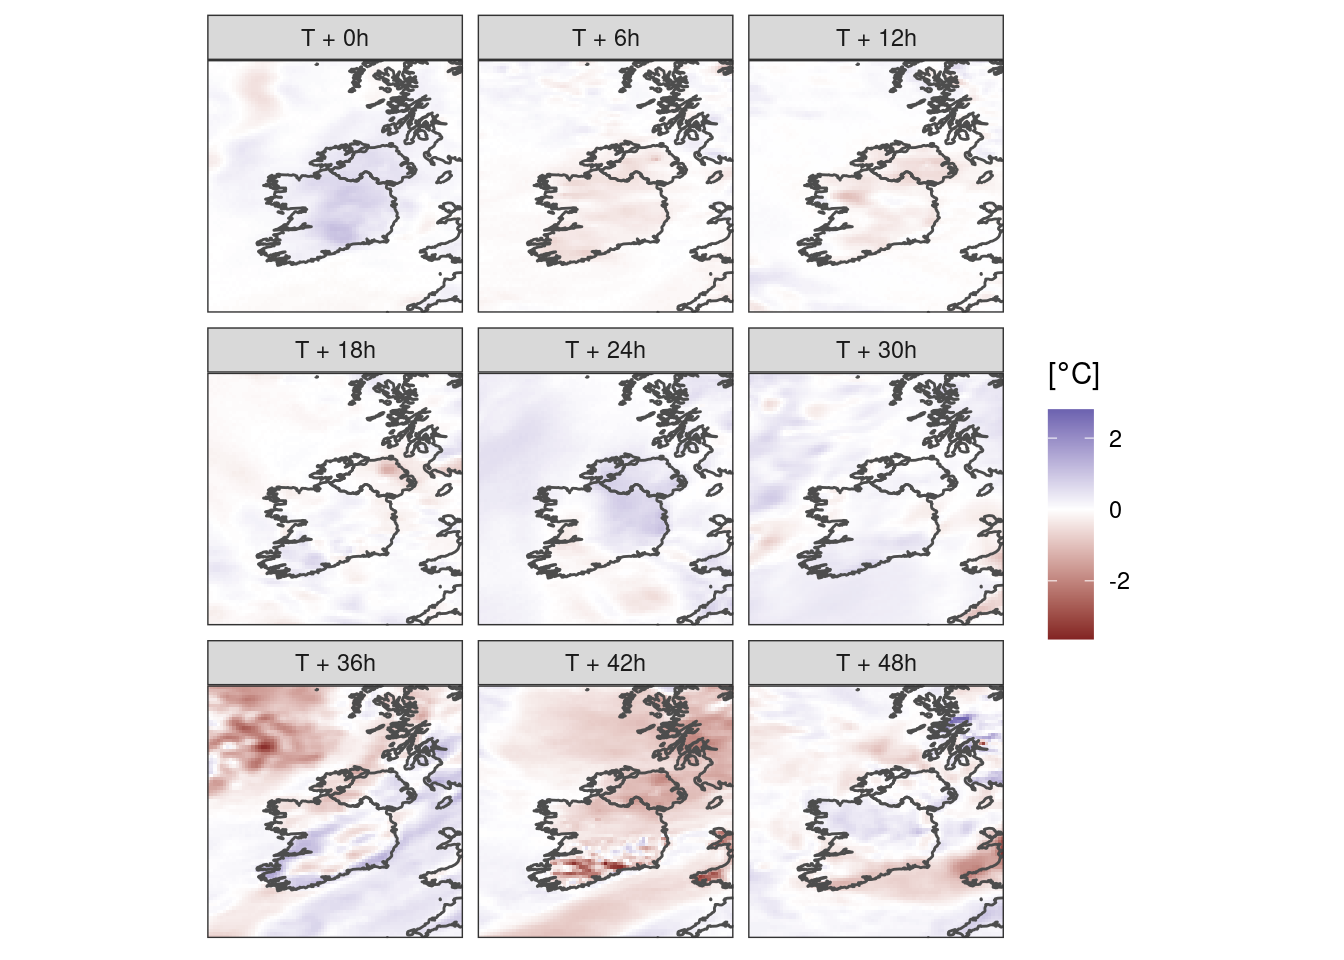 T + 0h
T + 6h
T + 12h
T + 18h
T + 24h
T + 30h
[°C]
2
0
-2
T + 36h
T + 42h
T + 48h